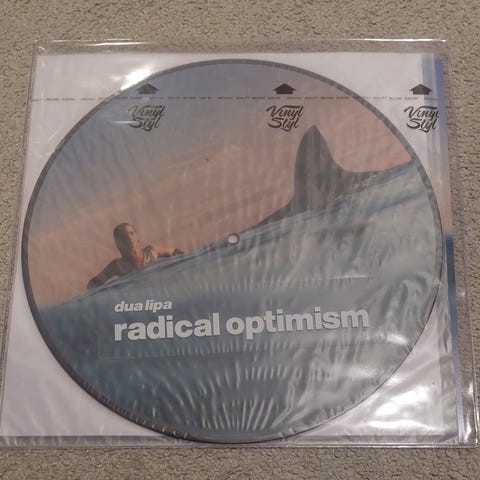 Vinyl
Styl
Vinyl
Styl
Vinyl
Styl
dua lipa
radical optimism